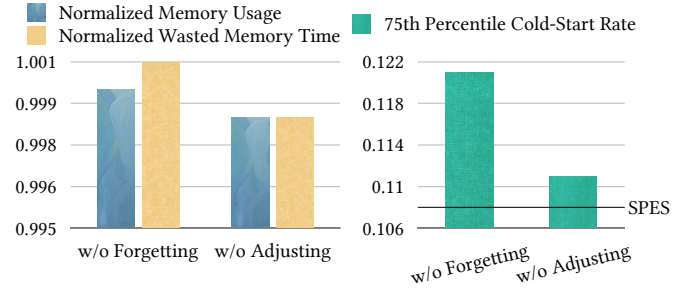 Normalized Memory Usage
Normalized Wasted Memory Time
75th Percentile Cold-Start Rate
1.001
0.999
0.998
0.996
0.995
w/o Forgetting
w/o Adjusting
0.122
0.118
0.114
0.11
0.106
SPES
w/o Forgetting
w/o Adjusting